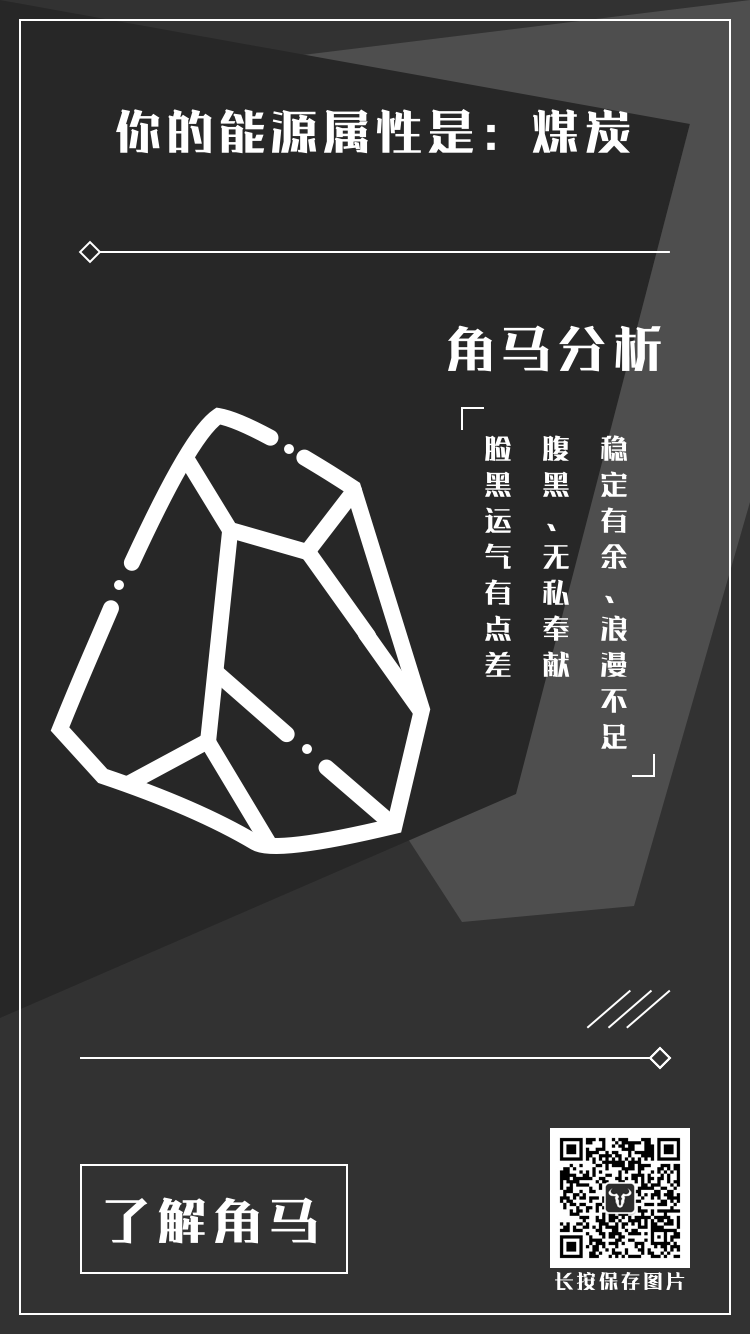 你的能源属性是：煤炭
角马分析
稳定有余、浪漫不足
腹黑、无私奉献
脸黑运气有点差
了解角马
长按保存图片